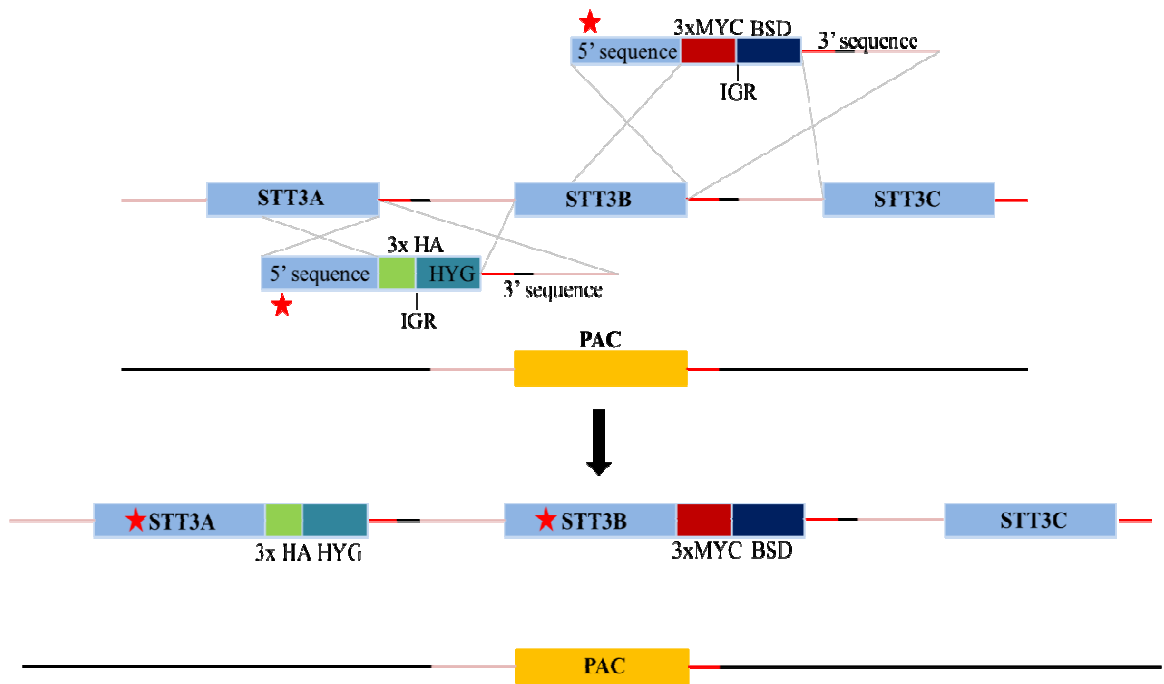 3xMYC BSD
5’ sequence
3’ sequence
IGR
STT3A
STT3B
STT3C
3x HA
5’ sequence
HYG
3’ sequence
IGR
PAC
STT3A
STT3B
STT3C
3x HA HYG
3xMYC BSD
PAC